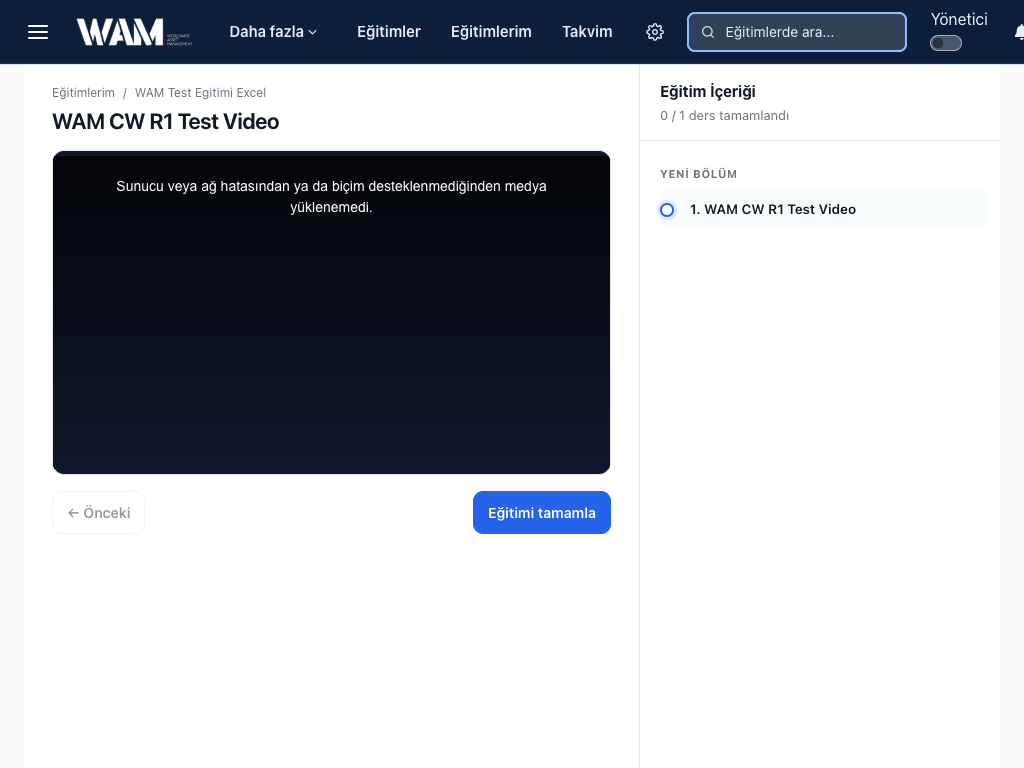 WAM
Daha fazla
Eğitimler
Eğitimlerim
Takvim
Eğitimlerde ara...
Yönetici
Eğitimlerim / WAM Test Egitimi Excel
WAM CW R1 Test Video
Sunucu veya ağ hatasından ya da biçim desteklenmediğinden medya
yüklenemedi.
← Önceki
Eğitimi tamamla
Eğitim İçeriği
0 / 1 ders tamamlandı
YENİ BÖLÜM
1. WAM CW R1 Test Video